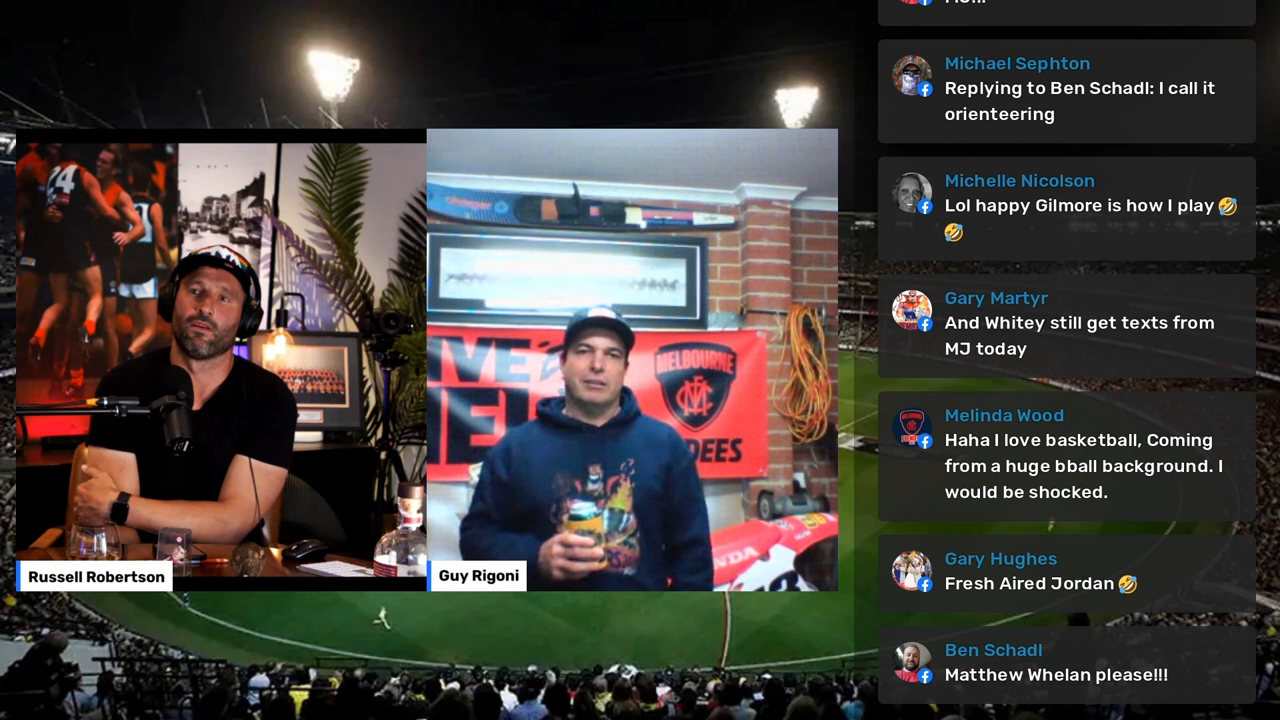 Michael Sephton
Replying to Ben Schadl: I call it
orienteering
Michelle Nicolson
Lol happy Gilmore is how I play 🤣
🤣
Gary Martyr
And Whitey still get texts from
MJ today
Melinda Wood
Haha I love basketball, Coming
from a huge bball background. I
would be shocked.
Gary Hughes
Fresh Aired Jordan 🤣
Ben Schadl
Matthew Whelan please!!!
24
MELBOURNE
DEES
HONDA
Russell Robertson
Guy Rigoni